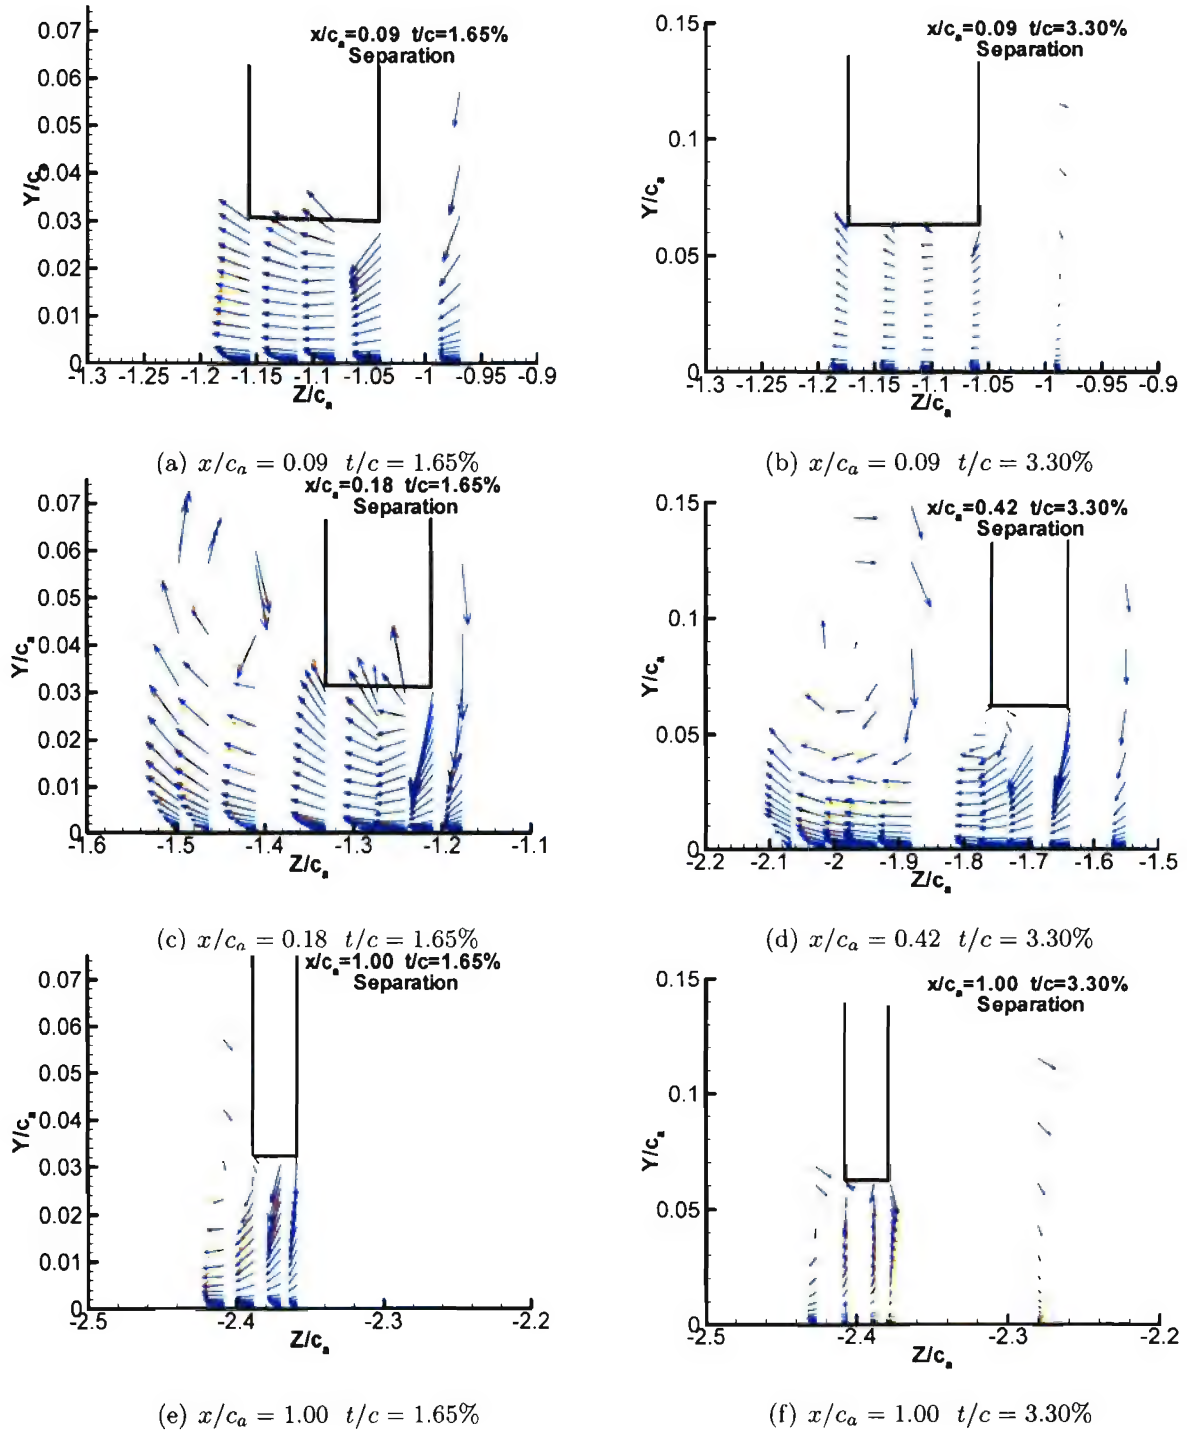 x/cₐ=0.09 t/c=1.65%
Separation
0.07
0.06
0.05
0.04
0.03
0.02
0.01
0
Y/cₐ
-1.3 -1.25 -1.2 -1.15 -1.1 -1.05 -1 -0.95 -0.9
Z/cₐ
(a) x/cₐ = 0.09 t/c = 1.65%
x/cₐ=0.09 t/c=3.30%
Separation
0.15
0.1
0.05
0
Y/cₐ
-1.3 -1.25 -1.2 -1.15 -1.1 -1.05 -1 -0.95 -0.9
Z/cₐ
(b) x/cₐ = 0.09 t/c = 3.30%
x/cₐ=0.18 t/c=1.65%
Separation
0.07
0.06
0.05
0.04
0.03
0.02
0.01
0
Y/cₐ
-1.6 -1.5 -1.4 -1.3 -1.2 -1.1
Z/cₐ
(c) x/cₐ = 0.18 t/c = 1.65%
x/cₐ=0.42 t/c=3.30%
Separation
0.15
0.1
0.05
0
Y/cₐ
-2.2 -2.1 -2 -1.9 -1.8 -1.7 -1.6 -1.5
Z/cₐ
(d) x/cₐ = 0.42 t/c = 3.30%
x/cₐ=1.00 t/c=1.65%
Separation
0.07
0.06
0.05
0.04
0.03
0.02
0.01
0
Y/cₐ
-2.5 -2.4 -2.3 -2.2
Z/cₐ
(e) x/cₐ = 1.00 t/c = 1.65%
x/cₐ=1.00 t/c=3.30%
Separation
0.15
0.1
0.05
0
Y/cₐ
-2.5 -2.4 -2.3 -2.2
Z/cₐ
(f) x/cₐ = 1.00 t/c = 3.30%